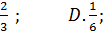 2/3 ; D. 1/6 ;